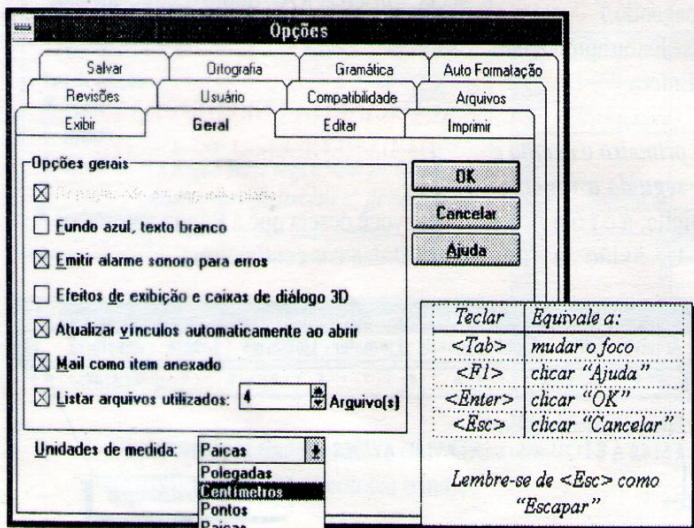 Opções
Salvar
Ortografia
Gramática
Auto Formatação
Revisões
Usuário
Compatibilidade
Arquivos
Exibir
Geral
Editar
Imprimir
Opções gerais
Fundo azul, texto branco
Emitir alarme sonoro para erros
Efeitos de exibição e caixas de diálogo 3D
Atualizar vínculos automaticamente ao abrir
Mail como item anexado
Listar arquivos utilizados: 4 Arquivo(s)
Unidades de medida: Paicas
Polegadas
Centímetros
Pontos
Paicas
OK
Cancelar
Ajuda
Teclar Equivale a:
<Tab> mudar o foco
<F1> clicar “Ajuda”
<Enter> clicar “OK”
<Esc> clicar “Cancelar”
Lembre-se de <Esc> como
“Escapar”